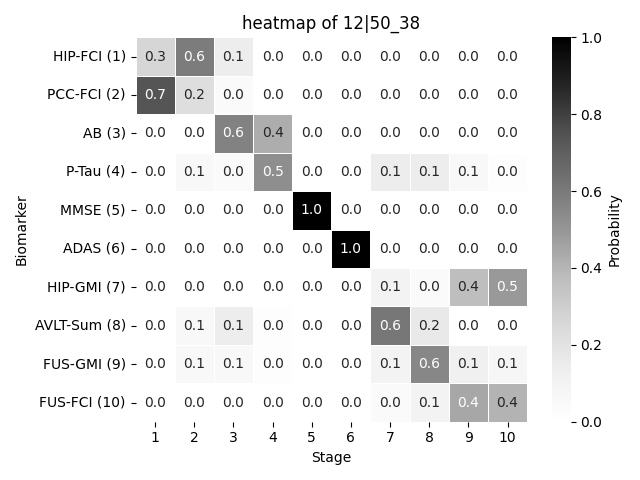 heatmap of 12|50_38
HIP-FCI (1) 0.3 0.6 0.1 0.0 0.0 0.0 0.0 0.0 0.0 0.0
PCC-FCI (2) 0.7 0.2 0.0 0.0 0.0 0.0 0.0 0.0 0.0 0.0
AB (3) 0.0 0.0 0.6 0.4 0.0 0.0 0.0 0.0 0.0 0.0
P-Tau (4) 0.0 0.1 0.0 0.5 0.0 0.0 0.1 0.1 0.1 0.0
MMSE (5) 0.0 0.0 0.0 0.0 1.0 0.0 0.0 0.0 0.0 0.0
ADAS (6) 0.0 0.0 0.0 0.0 0.0 1.0 0.0 0.0 0.0 0.0
HIP-GMI (7) 0.0 0.0 0.0 0.0 0.0 0.0 0.1 0.0 0.4 0.5
AVLT-Sum (8) 0.0 0.1 0.1 0.0 0.0 0.0 0.6 0.2 0.0 0.0
FUS-GMI (9) 0.0 0.1 0.1 0.0 0.0 0.0 0.1 0.6 0.1 0.1
FUS-FCI (10) 0.0 0.0 0.0 0.0 0.0 0.0 0.0 0.1 0.4 0.4
1 2 3 4 5 6 7 8 9 10
Stage
Biomarker
1.0
0.8
0.6
0.4
0.2
0.0
Probability